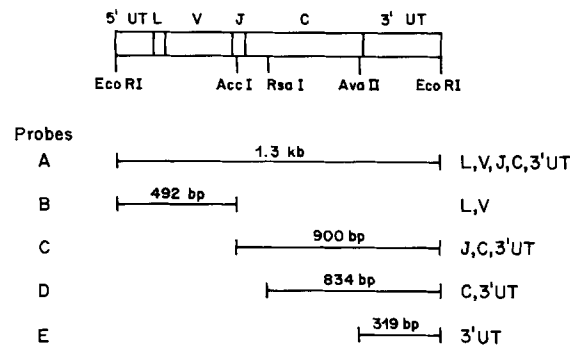 5' UT L V J C 3' UT
Eco RI Acc I Rsa I Ava II Eco RI
Probes
A 1.3 kb L,V,J,C,3'UT
B 492 bp L,V
C 900 bp J,C,3'UT
D 834 bp C,3'UT
E 319 bp 3'UT